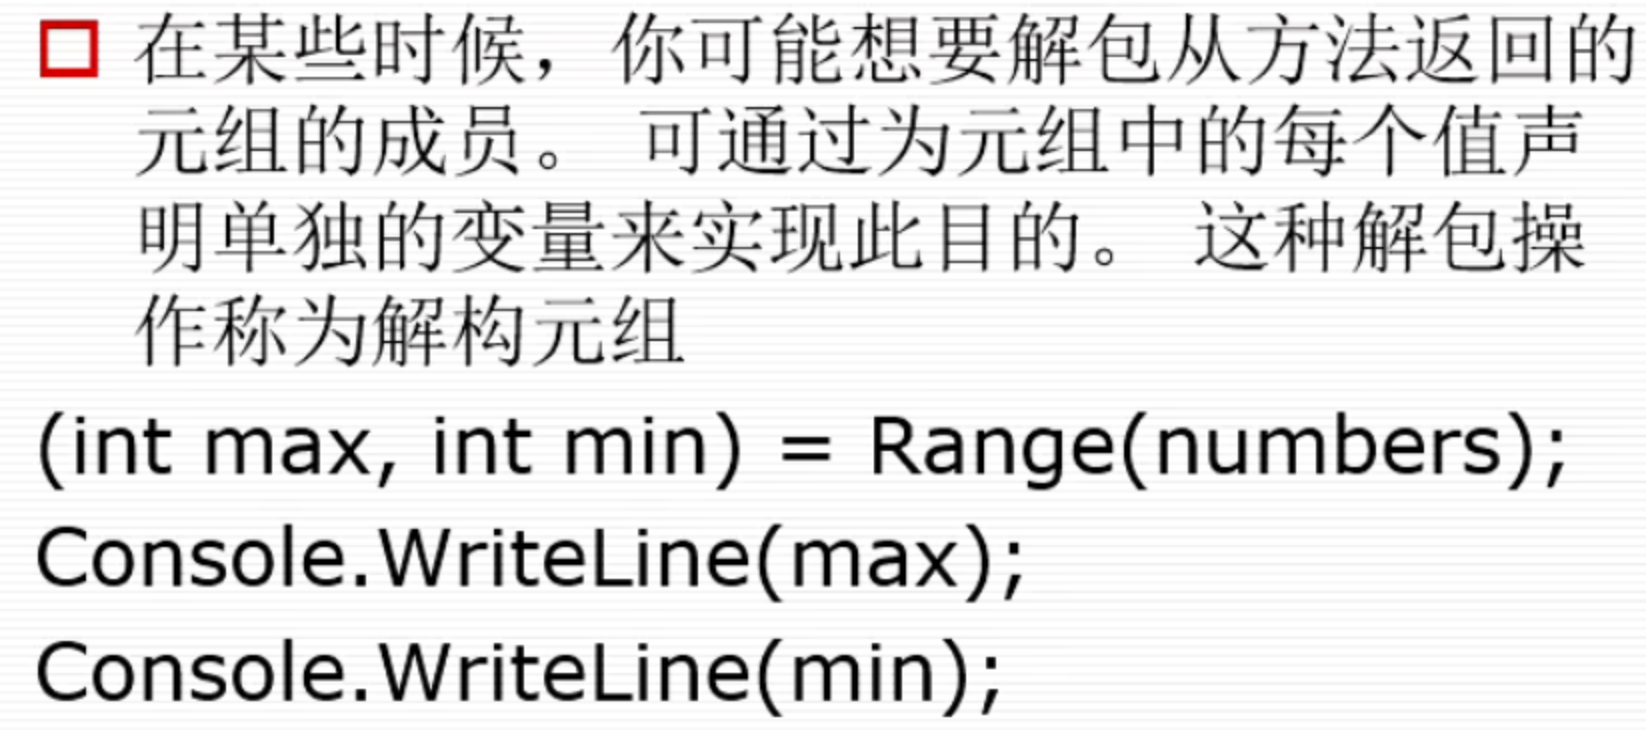 在某些时候，你可能想要解包从方法返回的
元组的成员。 可通过为元组中的每个值声
明单独的变量来实现此目的。 这种解包操
作称为解构元组
(int max, int min) = Range(numbers);
Console.WriteLine(max);
Console.WriteLine(min);